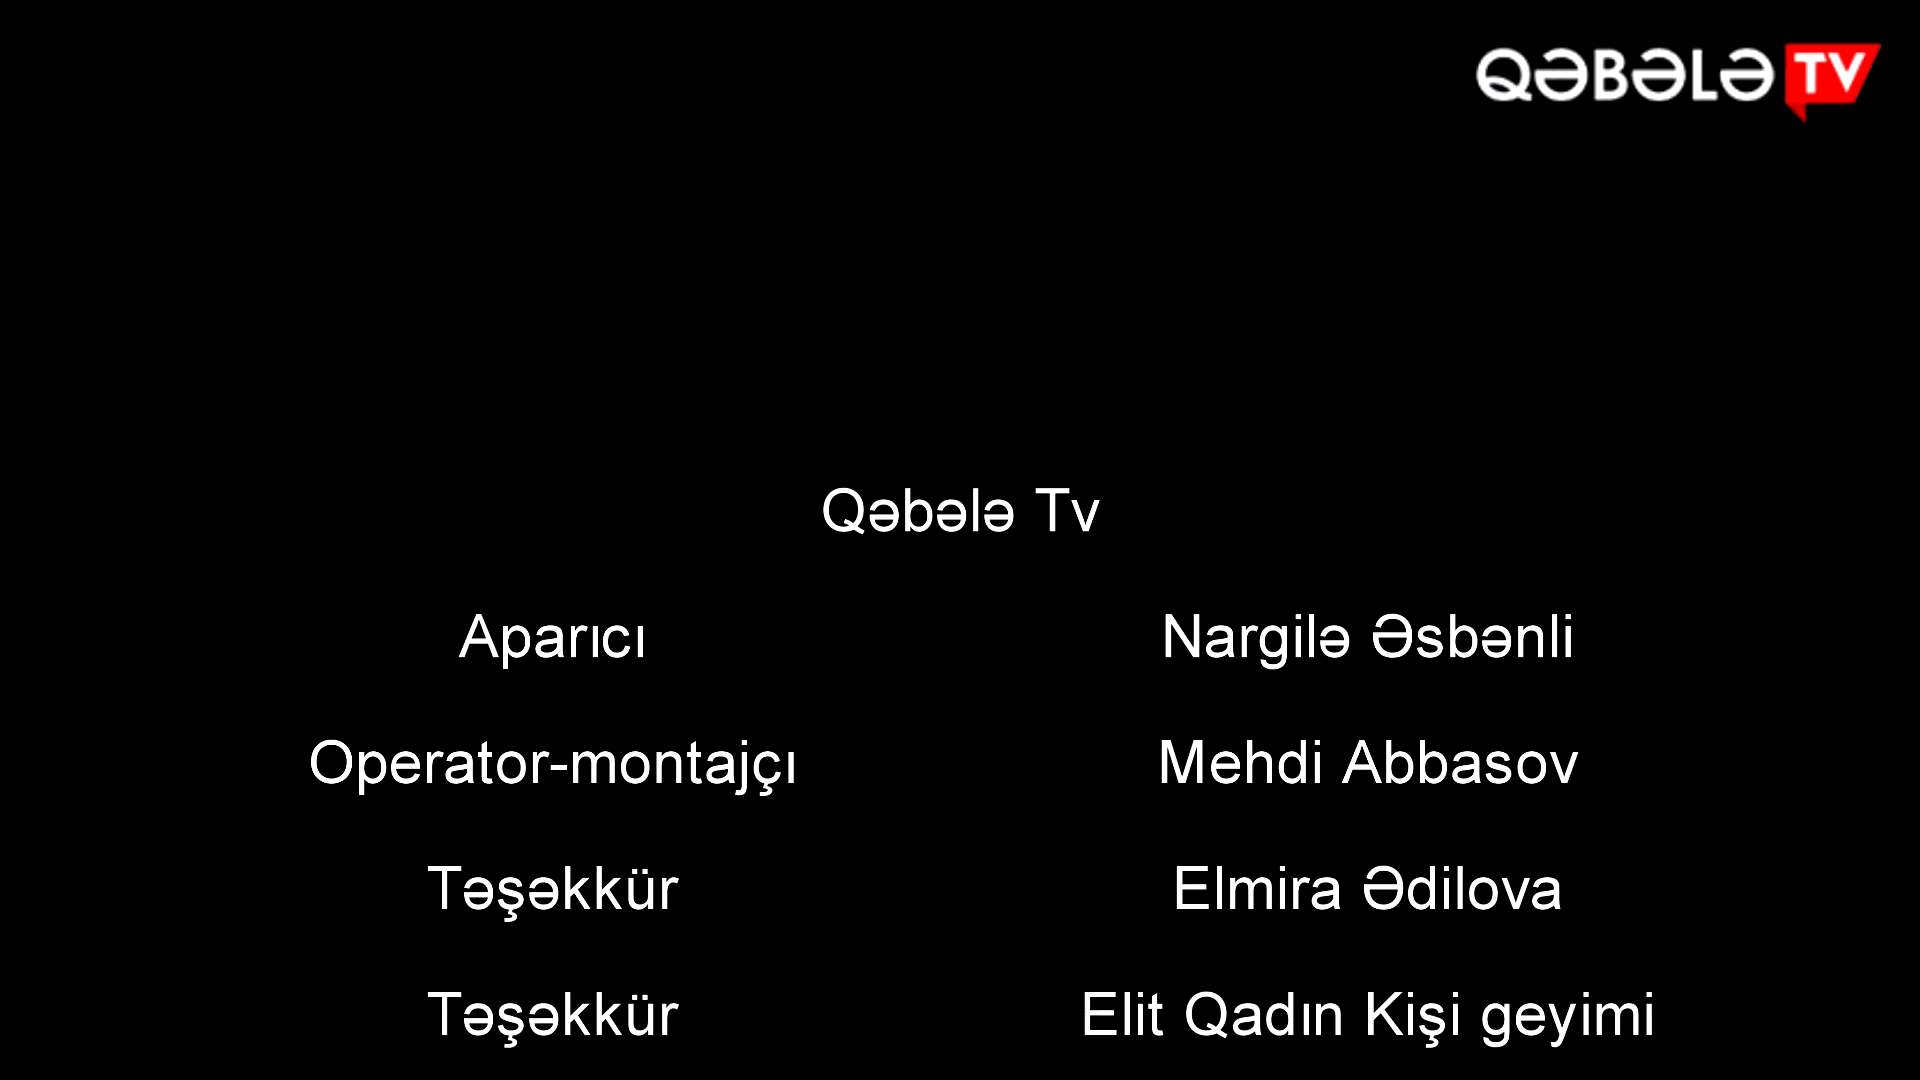 QƏBƏLƏ TV
Qəbələ Tv
Aparıcı Nargilə Əsbənli
Operator-montajçı Mehdi Abbasov
Təşəkkür Elmira Ədilova
Təşəkkür Elit Qadın Kişi geyimi